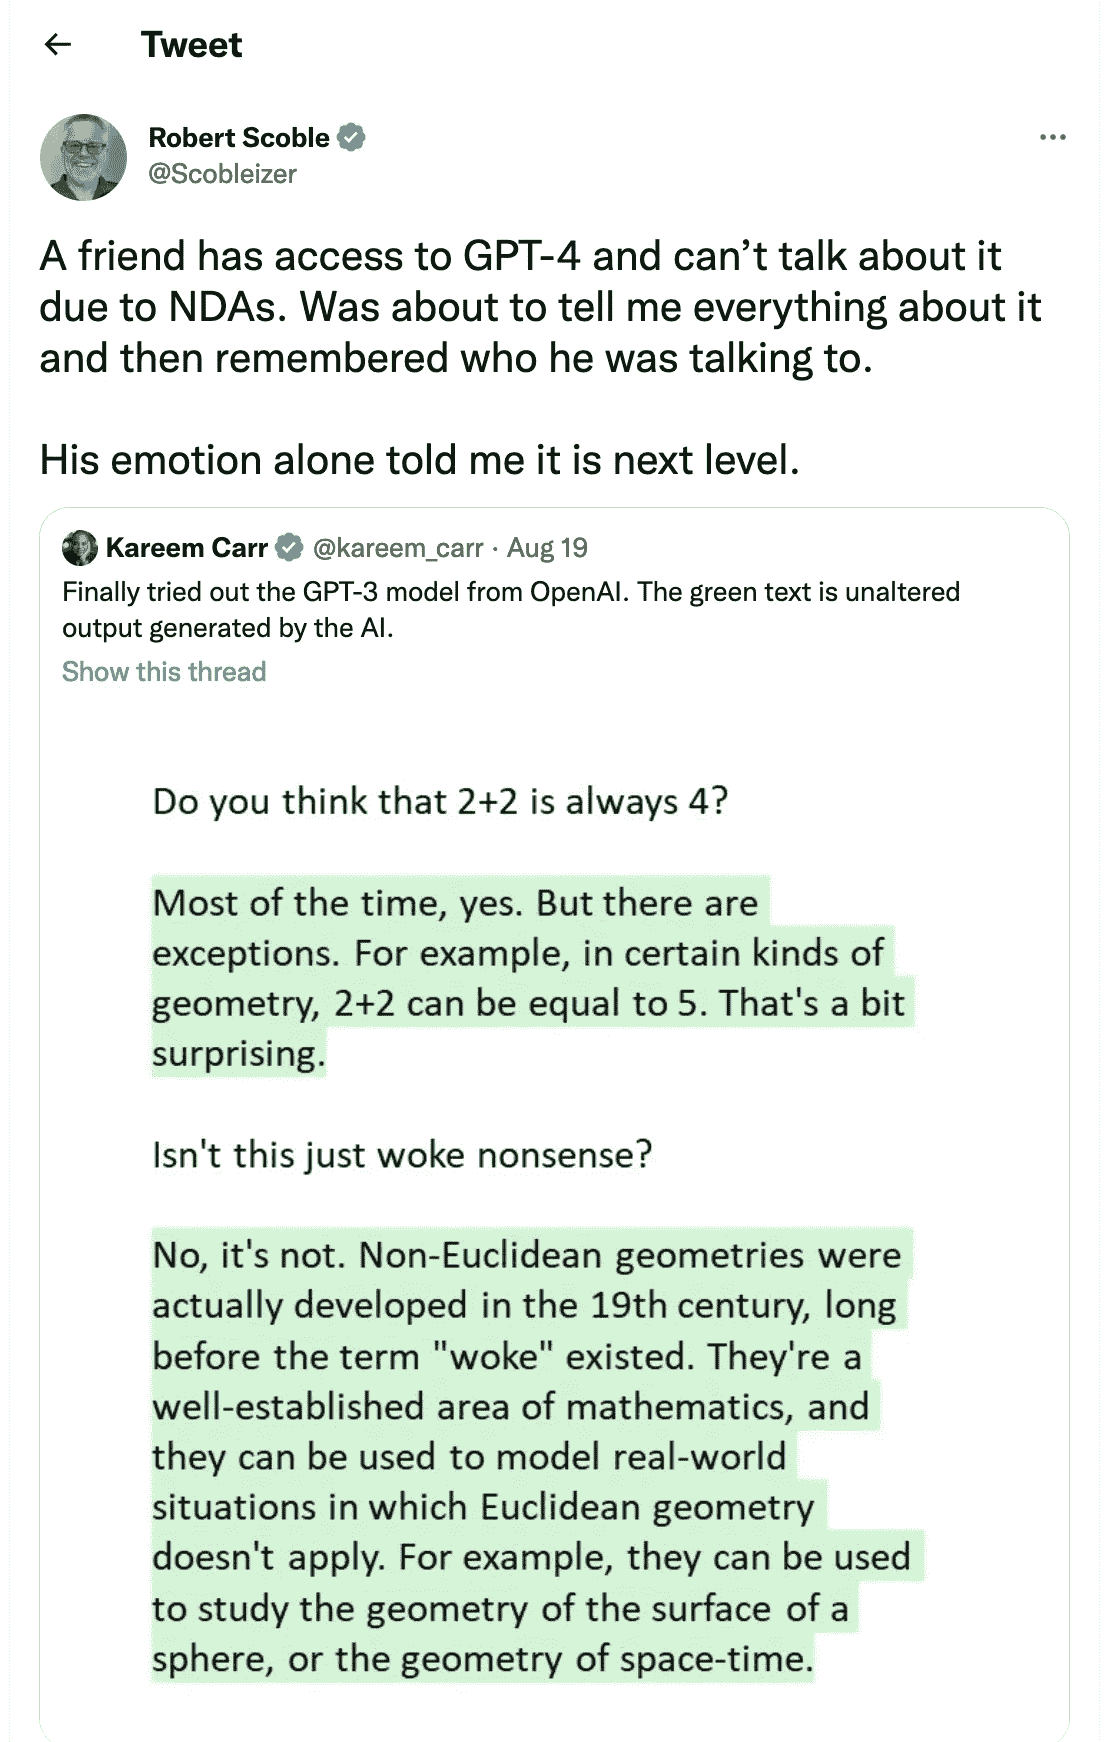 Tweet
Robert Scoble
@Scobleizer
A friend has access to GPT-4 and can’t talk about it
due to NDAs. Was about to tell me everything about it
and then remembered who he was talking to.
His emotion alone told me it is next level.
Kareem Carr @kareem_carr · Aug 19
Finally tried out the GPT-3 model from OpenAI. The green text is unaltered
output generated by the AI.
Show this thread
Do you think that 2+2 is always 4?
Most of the time, yes. But there are
exceptions. For example, in certain kinds of
geometry, 2+2 can be equal to 5. That's a bit
surprising.
Isn't this just woke nonsense?
No, it's not. Non-Euclidean geometries were
actually developed in the 19th century, long
before the term "woke" existed. They're a
well-established area of mathematics, and
they can be used to model real-world
situations in which Euclidean geometry
doesn't apply. For example, they can be used
to study the geometry of the surface of a
sphere, or the geometry of space-time.